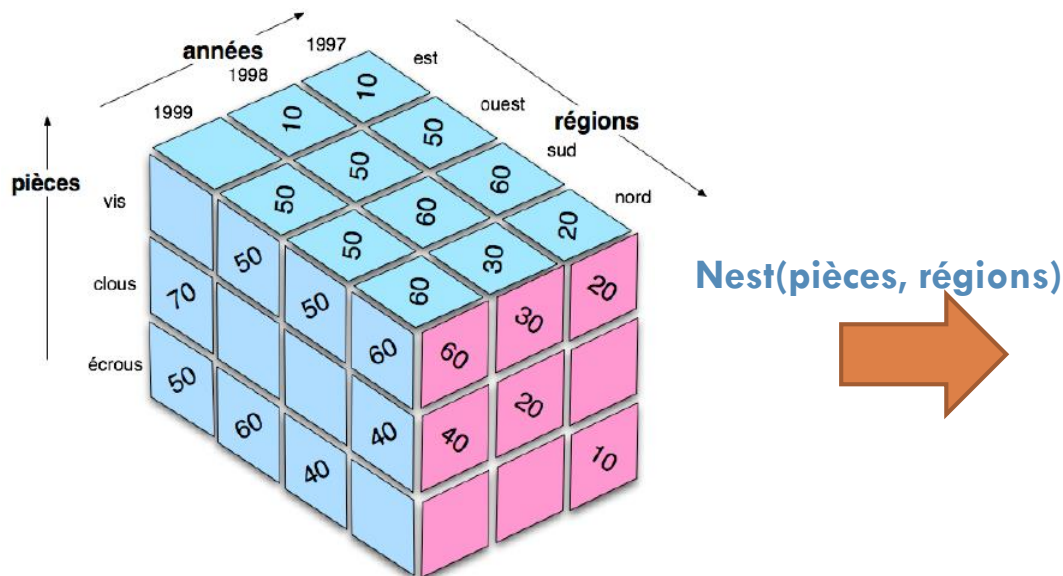 années
1997
1998
1999
est
ouest
sud
nord
régions
pièces
vis
clous
écrous
10
10 50
50 50 60
50 60 20
60 30
50 50 60
70 40
50 60 40
60 30 20
40 20
10
Nest(pièces, régions)